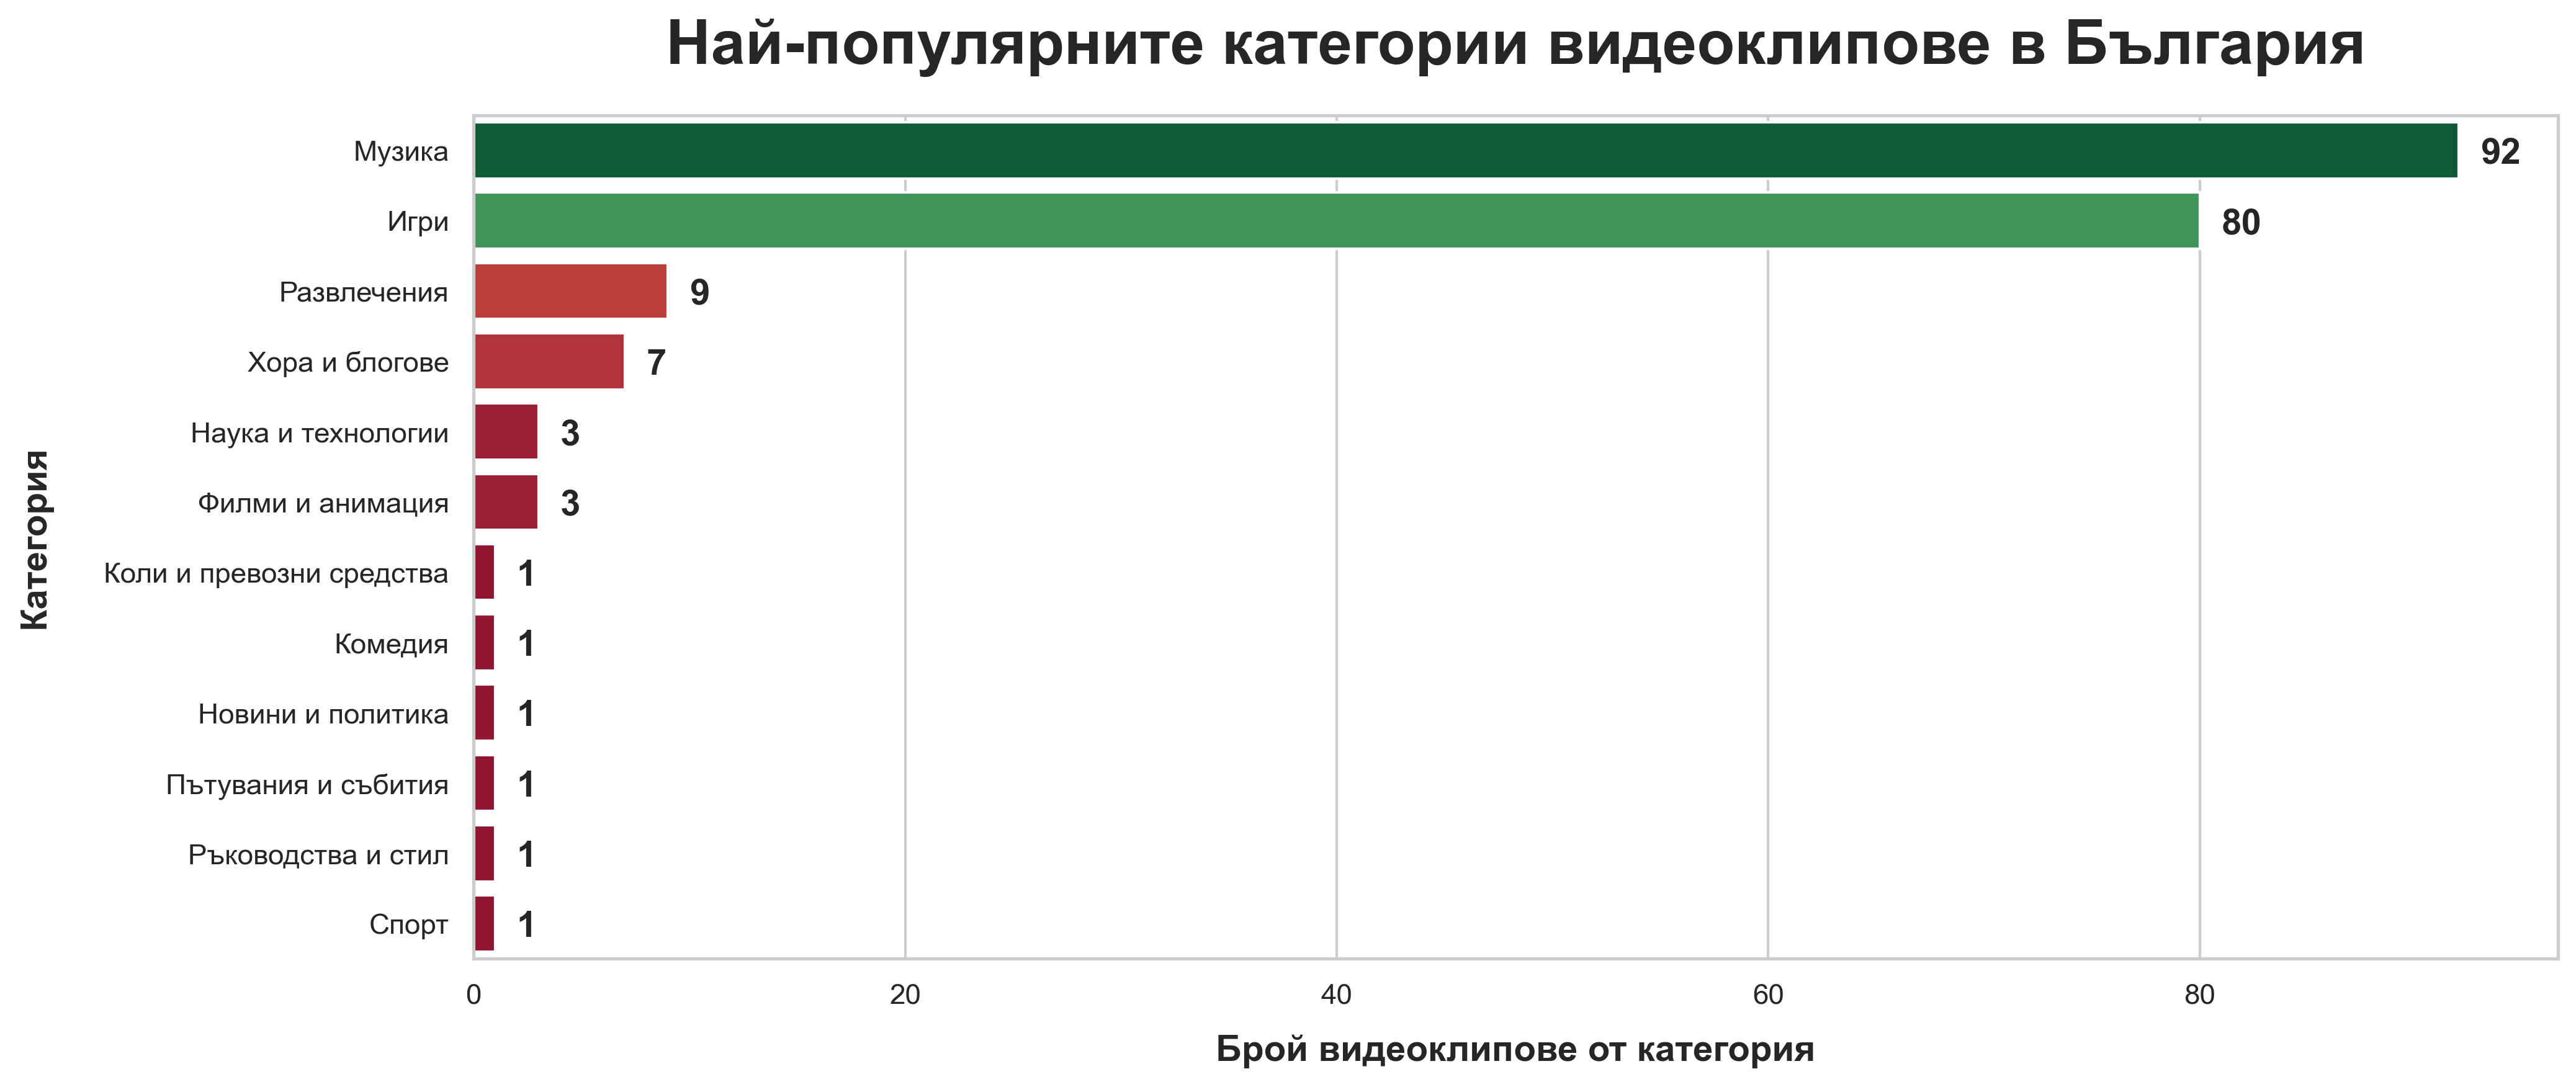 Най-популярните категории видеоклипове в България
Категория
Музика 92
Игри 80
Развлечения 9
Хора и блогове 7
Наука и технологии 3
Филми и анимация 3
Коли и превозни средства 1
Комедия 1
Новини и политика 1
Пътувания и събития 1
Ръководства и стил 1
Спорт 1
0 20 40 60 80
Брой видеоклипове от категория